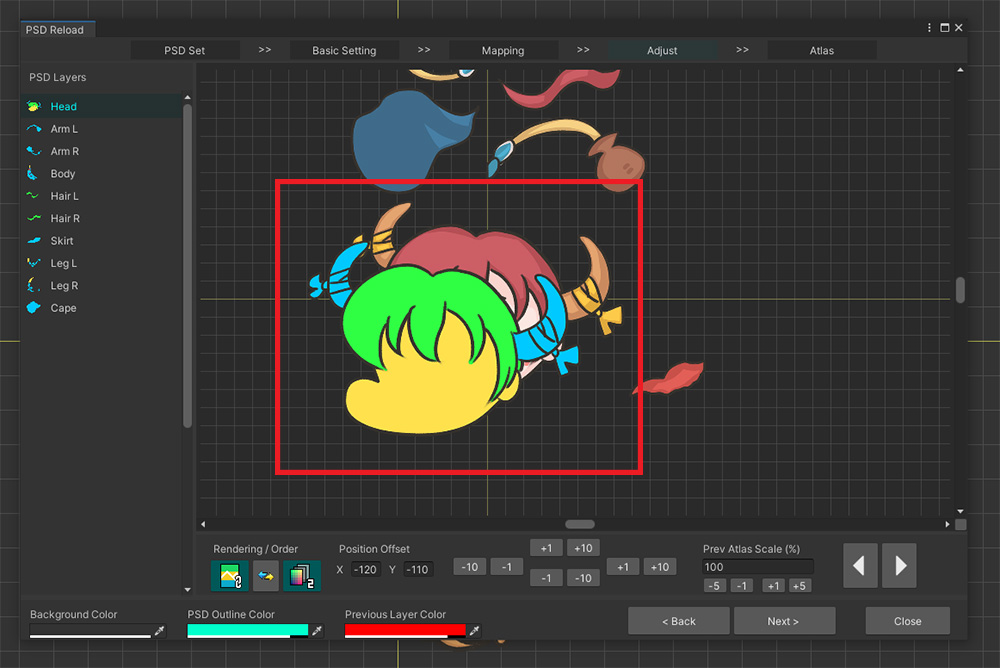 PSD Reload
PSD Set >> Basic Setting >> Mapping >> Adjust >> Atlas
PSD Layers
Head
Arm L
Arm R
Body
Hair L
Hair R
Skirt
Leg L
Leg R
Cape
Rendering / Order
2
Position Offset
X -120 Y -110
+1 +10
-10 -1
+1 +10
-1 -10
Prev Atlas Scale (%)
100
-5 -1 +1 +5
Background Color
PSD Outline Color
Previous Layer Color
< Back
Next >
Close